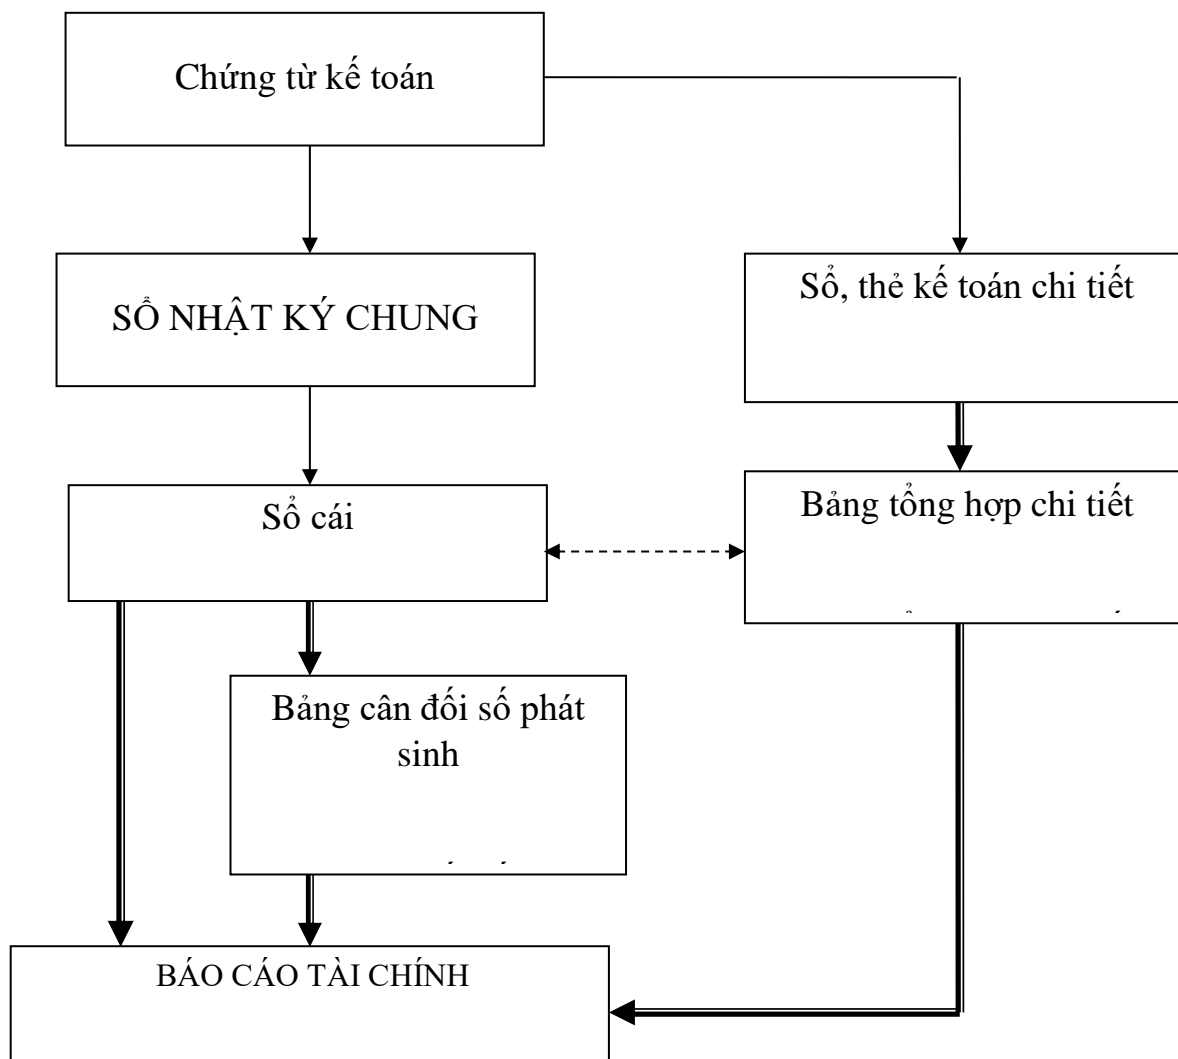 Chứng từ kế toán
SỔ NHẬT KÝ CHUNG
Sổ, thẻ kế toán chi tiết
Sổ cái
Bảng tổng hợp chi tiết
Bảng cân đối số phát
sinh
BÁO CÁO TÀI CHÍNH